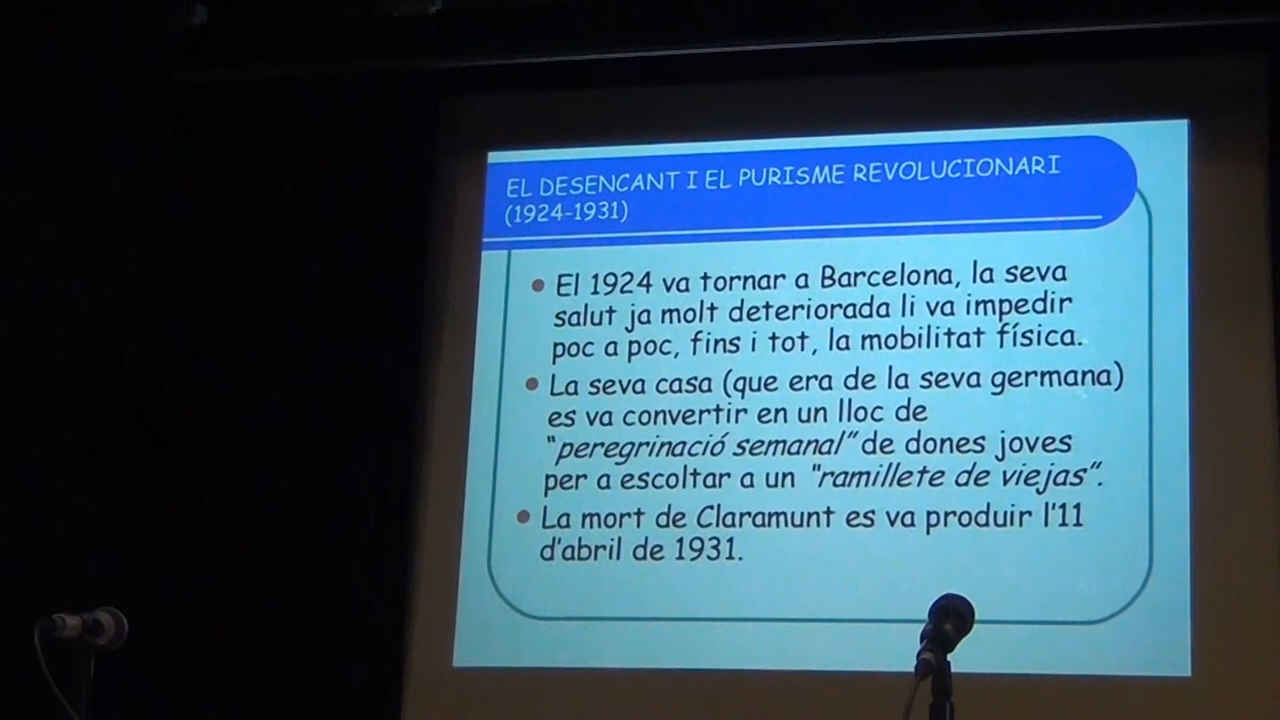 EL DESENCANT I EL PURISME REVOLUCIONARI
(1924-1931)
El 1924 va tornar a Barcelona, la seva
salut ja molt deteriorada li va impedir
poc a poc, fins i tot, la mobilitat física.
La seva casa (que era de la seva germana)
es va convertir en un lloc de
"peregrinació semanal" de dones joves
per a escoltar a un "ramillete de viejas".
La mort de Claramunt es va produir l'11
d'abril de 1931.